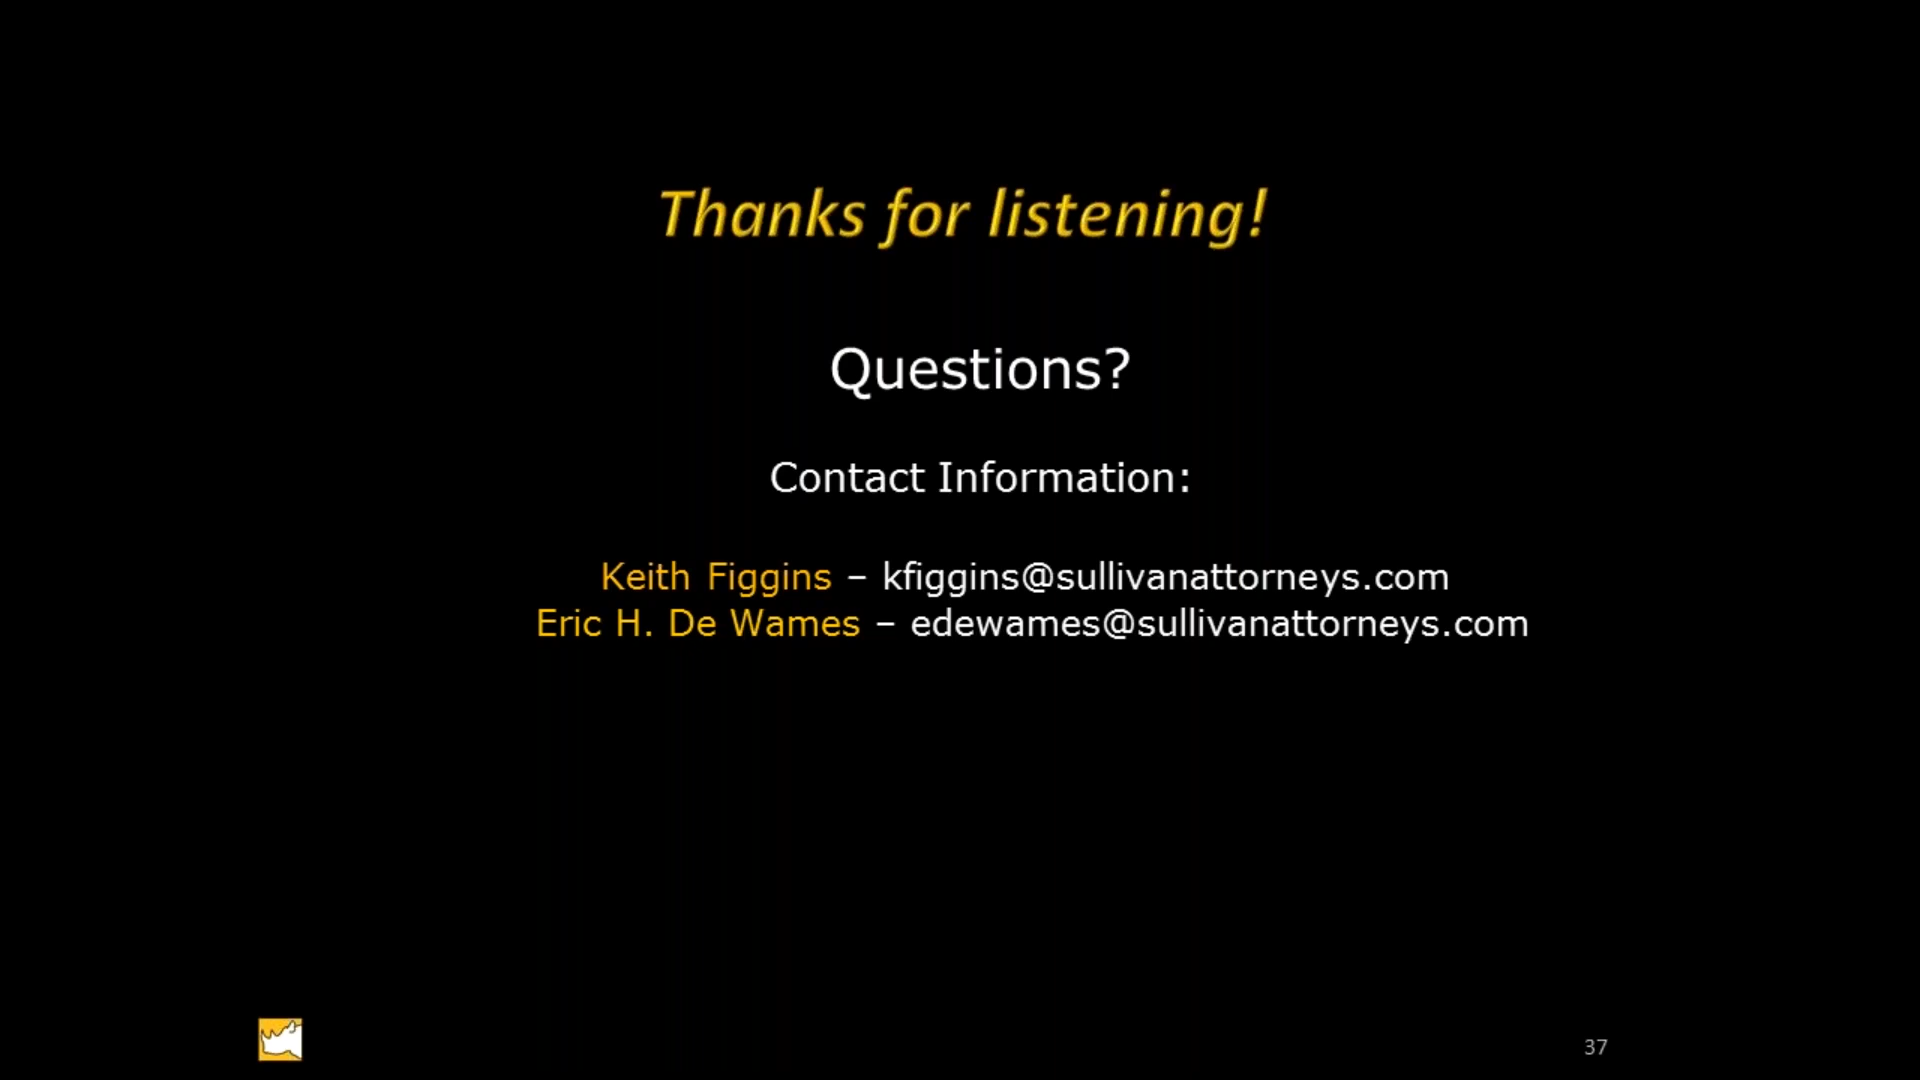 Thanks for listening!
Questions?
Contact Information:
Keith Figgins – kfiggins@sullivanattorneys.com
Eric H. De Wames – edewames@sullivanattorneys.com
37